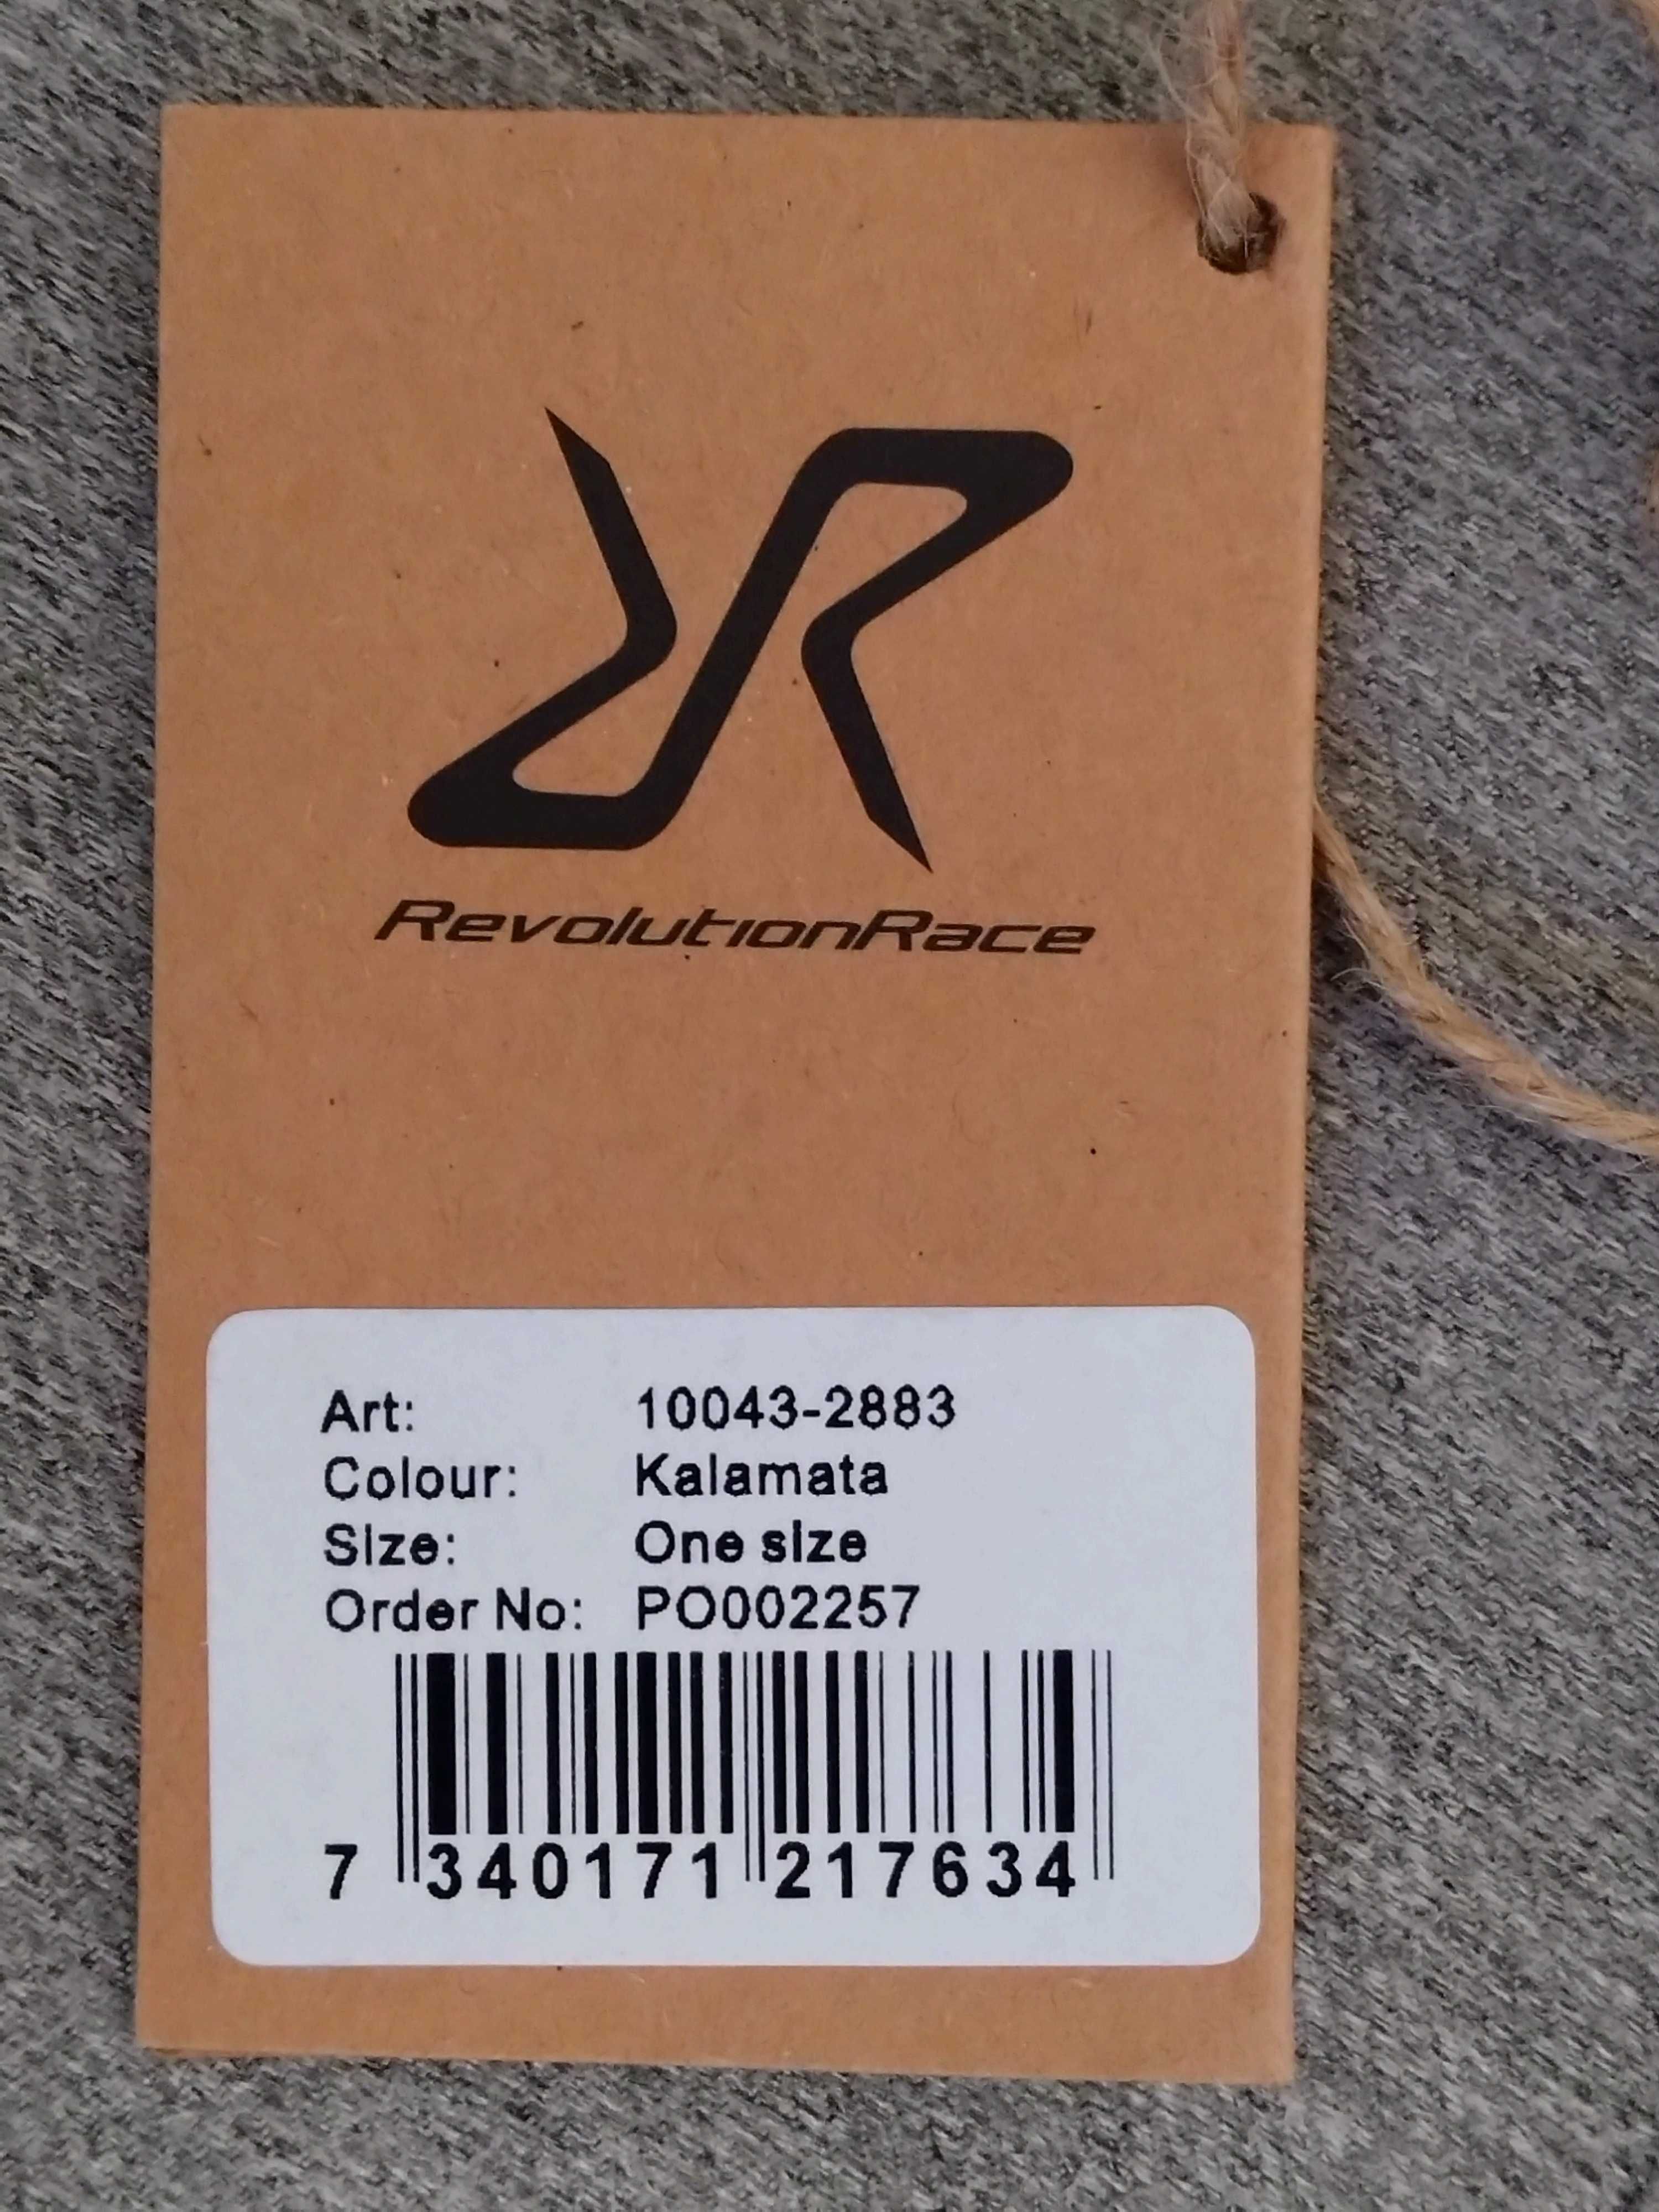 RevolutionRace
Art: 10043-2883
Colour: Kalamata
Size: One size
Order No: PO002257
7 340171 217634